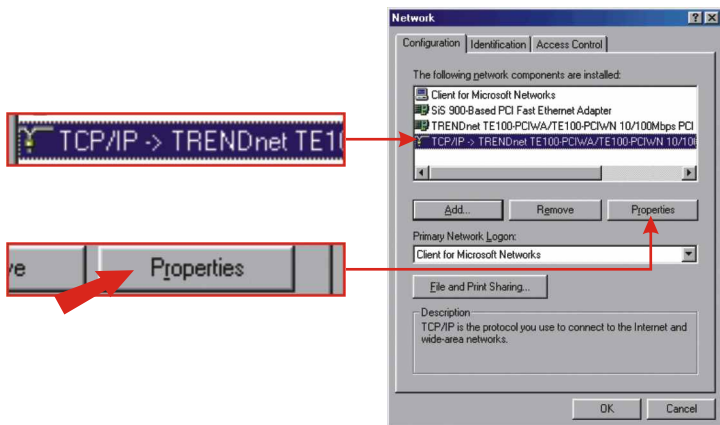 Network
Configuration Identification Access Control
The following network components are installed:
Client for Microsoft Networks
SiS 900-Based PCI Fast Ethernet Adapter
TRENDnet TE100-PCIWA/TE100-PCIWN 10/100Mbps PCI
TCP/IP -> TRENDnet TE100-PCIWA/TE100-PCIWN 10/10
Add... Remove Properties
Primary Network Logon:
Client for Microsoft Networks
File and Print Sharing...
Description
TCP/IP is the protocol you use to connect to the Internet and
wide-area networks.
OK Cancel
TCP/IP -> TRENDnet TE1
ve Properties